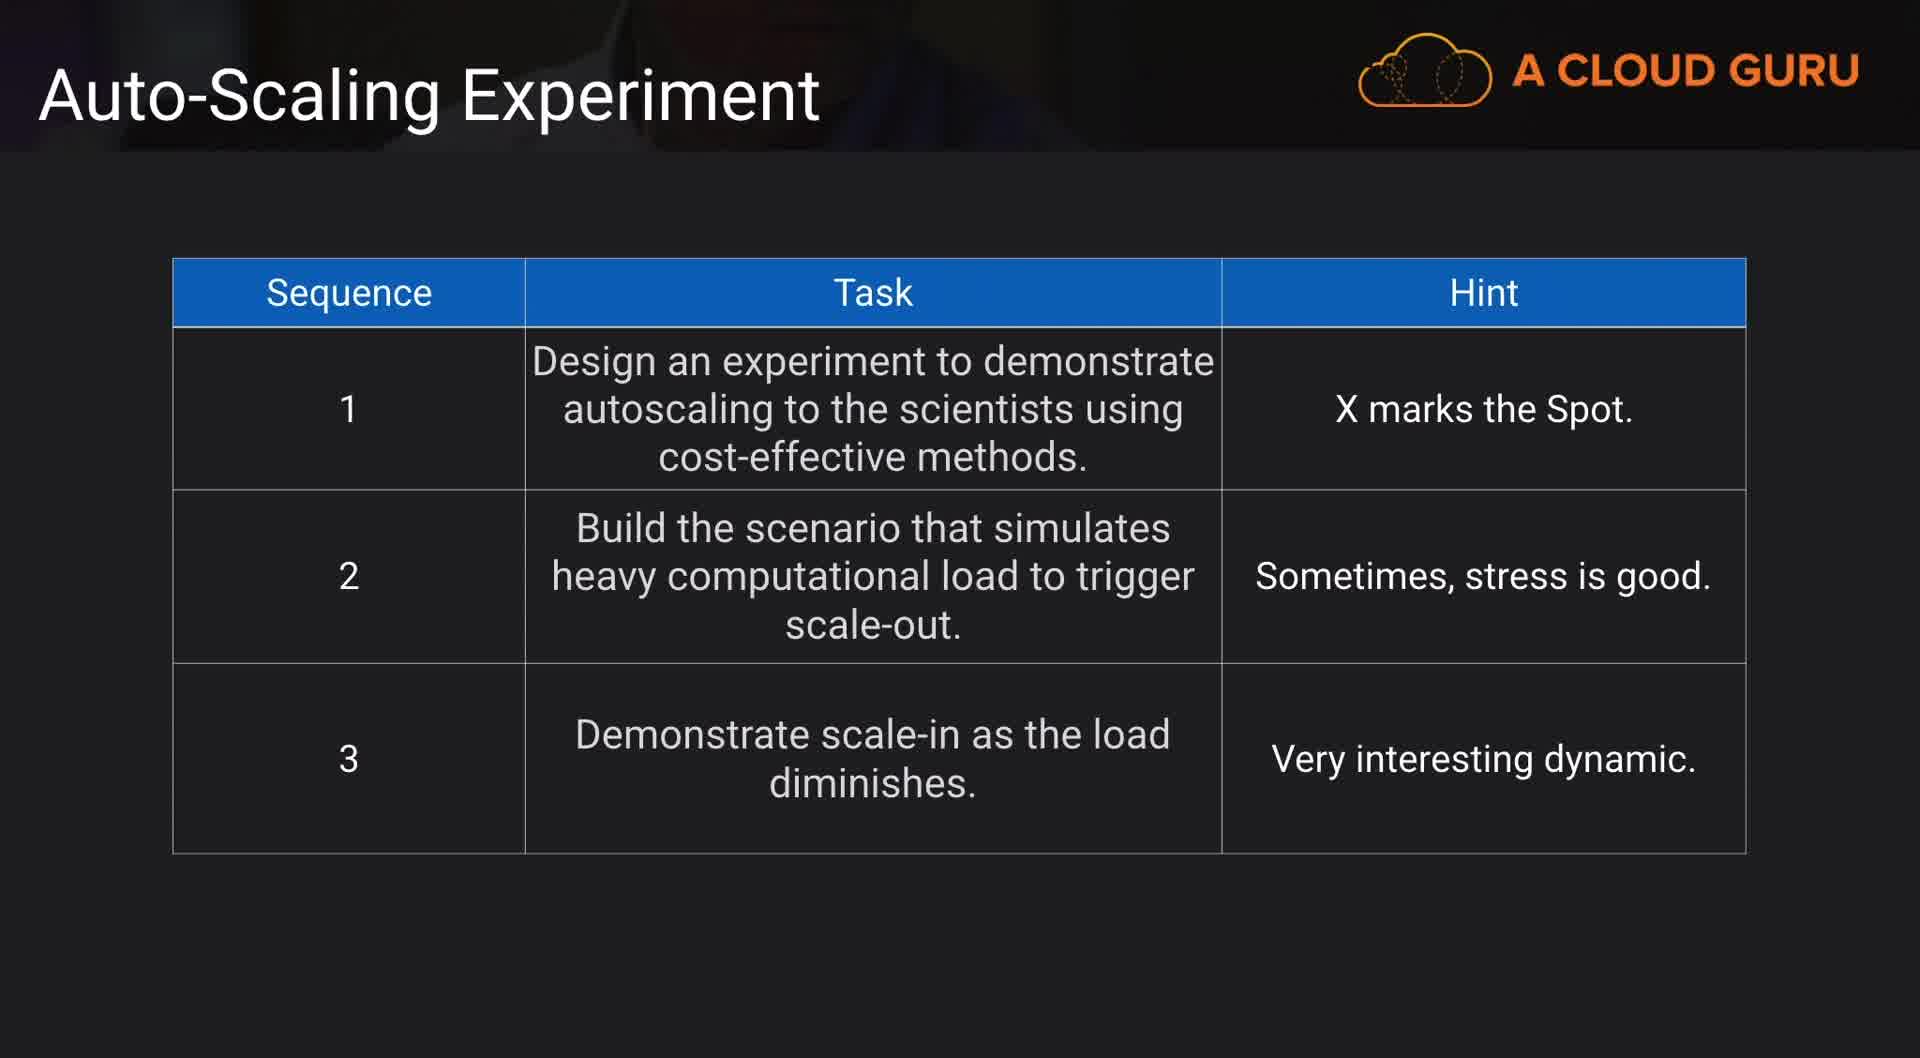 Auto-Scaling Experiment
A CLOUD GURU
Sequence
Task
Hint
1
Design an experiment to demonstrate
autoscaling to the scientists using
cost-effective methods.
X marks the Spot.
2
Build the scenario that simulates
heavy computational load to trigger
scale-out.
Sometimes, stress is good.
3
Demonstrate scale-in as the load
diminishes.
Very interesting dynamic.